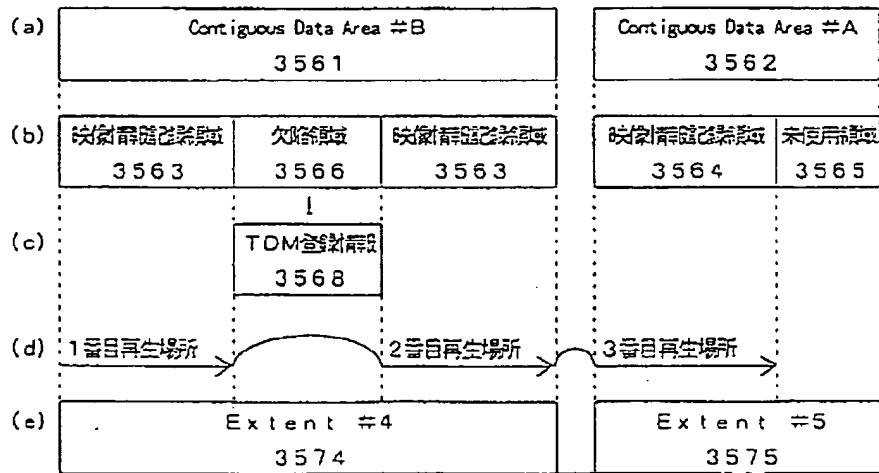 (a) Contiguous Data Area #B Contiguous Data Area #A
3561 3562
(b) 映像情報記録領域 欠陥領域 映像情報記録領域 映像情報記録領域 未使用領域
3563 3566 3563 3564 3565
(c) TDM登録情報
3568
(d) 1番目再生場所 2番目再生場所 3番目再生場所
(e) Extent #4 Extent #5
3574 3575